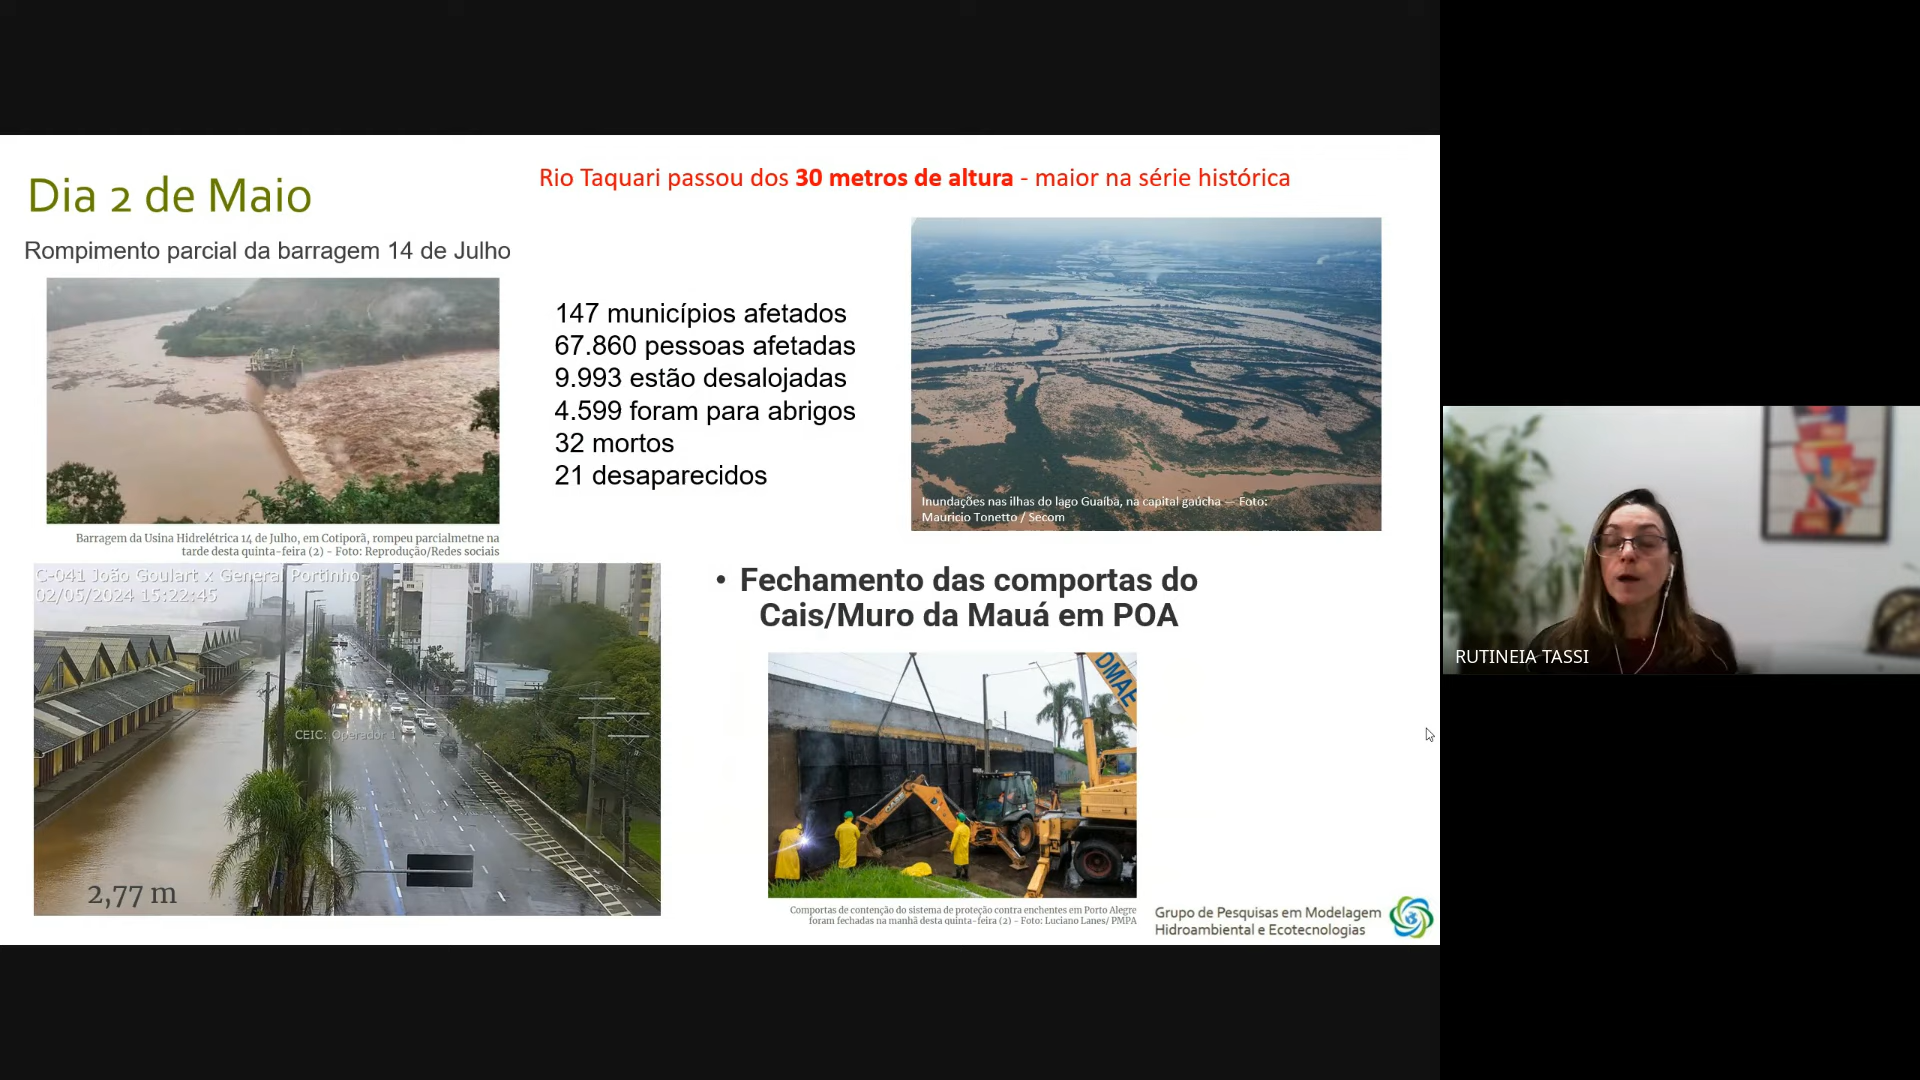 Dia 2 de Maio
Rio Taquari passou dos 30 metros de altura - maior na série histórica
Rompimento parcial da barragem 14 de Julho
147 municípios afetados
67.860 pessoas afetadas
9.993 estão desalojadas
4.599 foram para abrigos
32 mortos
21 desaparecidos
Inundações nas ilhas do lago Guaíba, na capital gaúcha — Foto:
Mauricio Tonetto / Secom
Barragem da Usina Hidrelétrica 14 de Julho, em Cotiporã, rompeu parcialmetne na
tarde desta quinta-feira (2) - Foto: Reprodução/Redes sociais
C-041 João Goulart x General Portinho
02/05/2024 15:22:45
CEIC: Operador 1
2,77 m
• Fechamento das comportas do
Cais/Muro da Mauá em POA
DMAE
CASE
Comportas de contenção do sistema de proteção contra enchentes em Porto Alegre
foram fechadas na manhã desta quinta-feira (2) - Foto: Luciano Lanes/ PMPA
Grupo de Pesquisas em Modelagem
Hidroambiental e Ecotecnologias
RUTINEIA TASSI